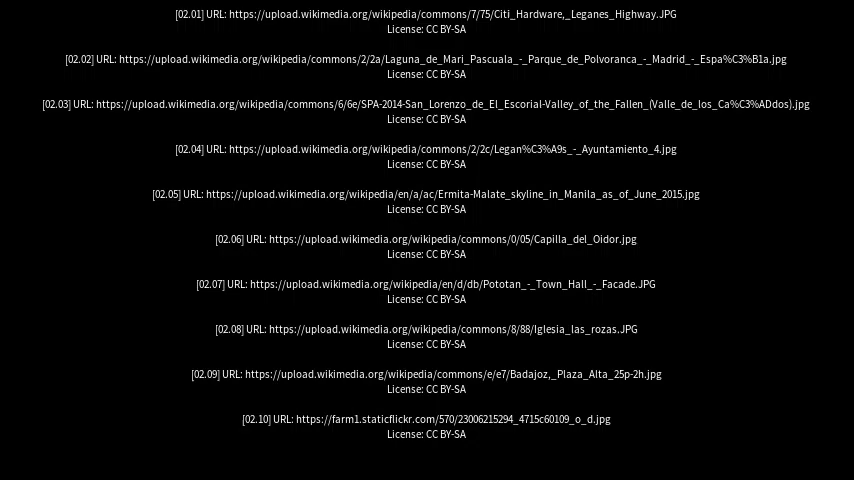 [02.01] URL: https://upload.wikimedia.org/wikipedia/commons/7/75/Citi_Hardware,_Leganes_Highway.JPG
License: CC BY-SA
[02.02] URL: https://upload.wikimedia.org/wikipedia/commons/2/2a/Laguna_de_Mari_Pascuala_-_Parque_de_Polvoranca_-_Madrid_-_Espa%C3%B1a.jpg
License: CC BY-SA
[02.03] URL: https://upload.wikimedia.org/wikipedia/commons/6/6e/SPA-2014-San_Lorenzo_de_El_Escorial-Valley_of_the_Fallen_(Valle_de_los_Ca%C3%ADdos).jpg
License: CC BY-SA
[02.04] URL: https://upload.wikimedia.org/wikipedia/commons/2/2c/Legan%C3%A9s_-_Ayuntamiento_4.jpg
License: CC BY-SA
[02.05] URL: https://upload.wikimedia.org/wikipedia/en/a/ac/Ermita-Malate_skyline_in_Manila_as_of_June_2015.jpg
License: CC BY-SA
[02.06] URL: https://upload.wikimedia.org/wikipedia/commons/0/05/Capilla_del_Oidor.jpg
License: CC BY-SA
[02.07] URL: https://upload.wikimedia.org/wikipedia/en/d/db/Pototan_-_Town_Hall_-_Facade.JPG
License: CC BY-SA
[02.08] URL: https://upload.wikimedia.org/wikipedia/commons/8/88/Iglesia_las_rozas.JPG
License: CC BY-SA
[02.09] URL: https://upload.wikimedia.org/wikipedia/commons/e/e7/Badajoz,_Plaza_Alta_25p-2h.jpg
License: CC BY-SA
[02.10] URL: https://farm1.staticflickr.com/570/23006215294_4715c60109_o_d.jpg
License: CC BY-SA